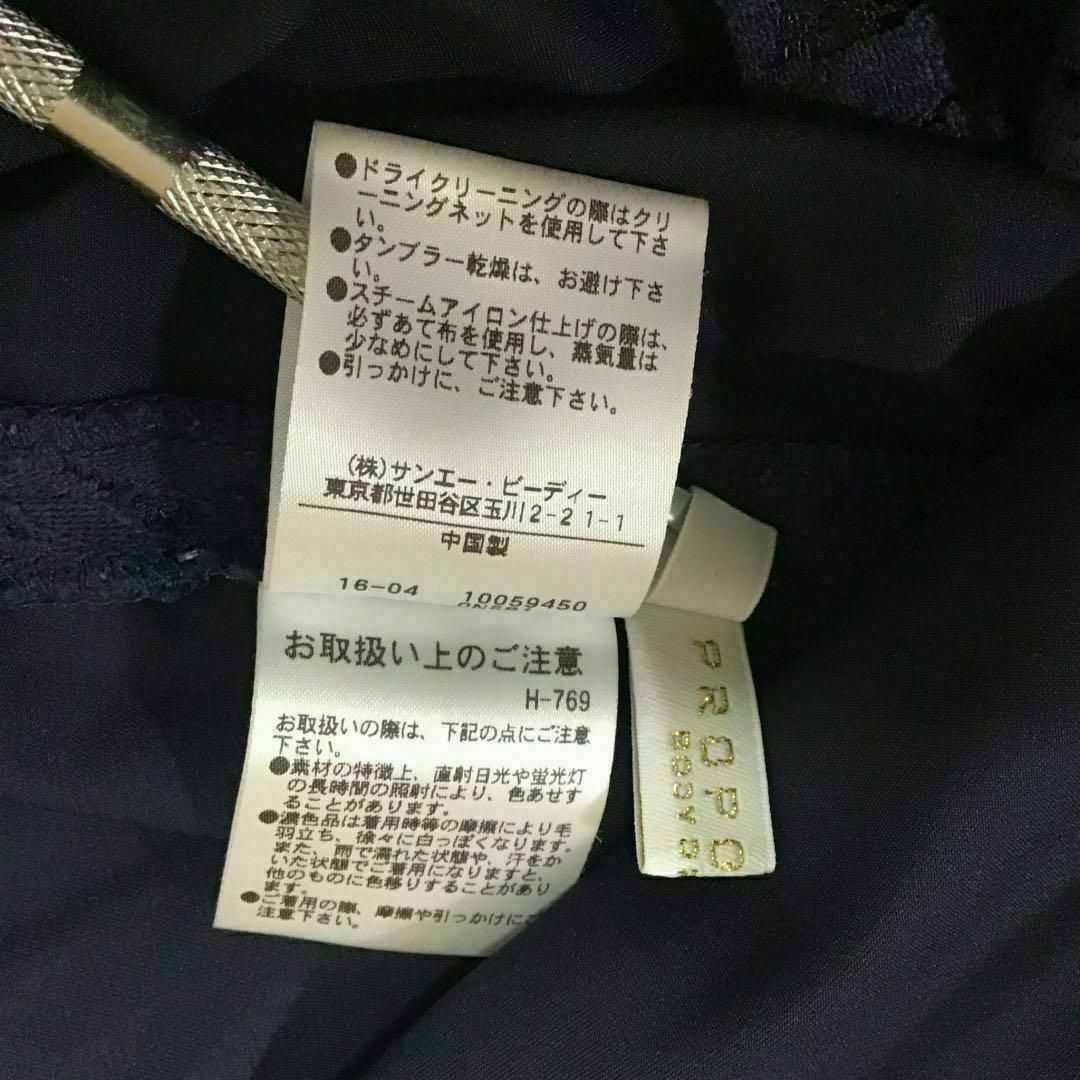 ●ドライクリーニングの際はクリ
ーニングネットを使用して下さ
い。
●タンブラー乾燥は、お避け下さ
い。
●スチームアイロン仕上げの際は、
必ずあて布を使用し、蒸気量は
少なめにして下さい。
●引っかけに、ご注意下さい。
(株)サンエー・ビーディー
東京都世田谷区玉川2-21-1
中国製
16-04 10059450
お取扱い上のご注意
H-769
お取扱いの際は、下記の点にご注意
下さい。
●素材の特徴上、直射日光や蛍光灯
の長時間の照射により、色あせす
ることがあります。
●濃色品は着用時等の摩擦により毛
羽立ち、徐々に白っぽくなります。
また、雨で濡れた状態や、汗をか
いた状態でご着用になりますと、
他のものに色移りすることがあり
ます。
●ご着用の際、摩擦や引っかけにご
注意下さい。
PROPO